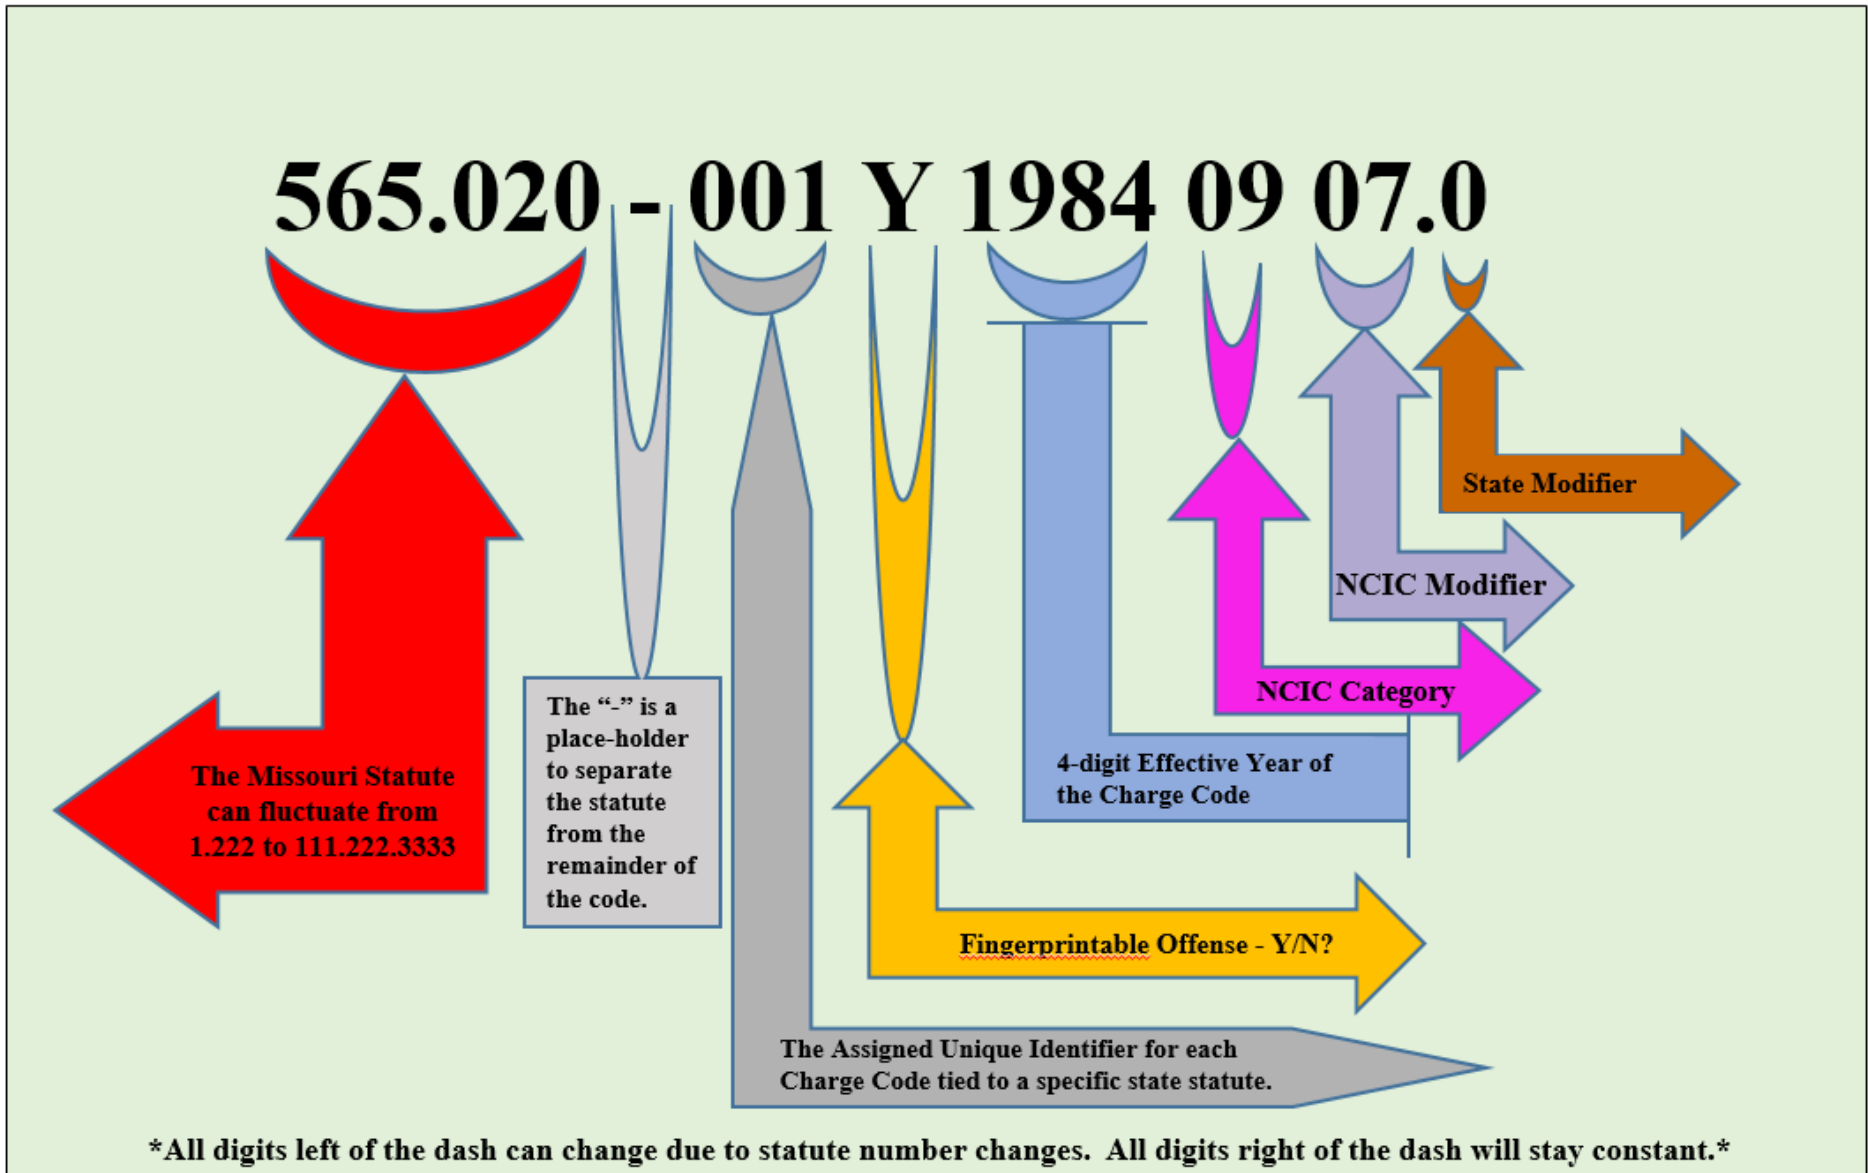 565.020 - 001 Y 1984 09 07.0
State Modifier
NCIC Modifier
NCIC Category
The Missouri Statute
can fluctuate from
1.222 to 111.222.3333
The “-” is a
place-holder
to separate
the statute
from the
remainder of
the code.
4-digit Effective Year of
the Charge Code
Fingerprintable Offense - Y/N?
The Assigned Unique Identifier for each
Charge Code tied to a specific state statute.
*All digits left of the dash can change due to statute number changes.  All digits right of the dash will stay constant.*